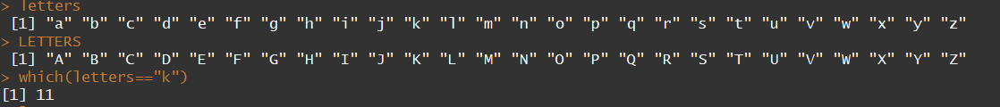 > letters
[1] "a" "b" "c" "d" "e" "f" "g" "h" "i" "j" "k" "l" "m" "n" "o" "p" "q" "r" "s" "t" "u" "v" "w" "x" "y" "z"
> LETTERS
[1] "A" "B" "C" "D" "E" "F" "G" "H" "I" "J" "K" "L" "M" "N" "O" "P" "Q" "R" "S" "T" "U" "V" "W" "X" "Y" "Z"
> which(letters=="k")
[1] 11